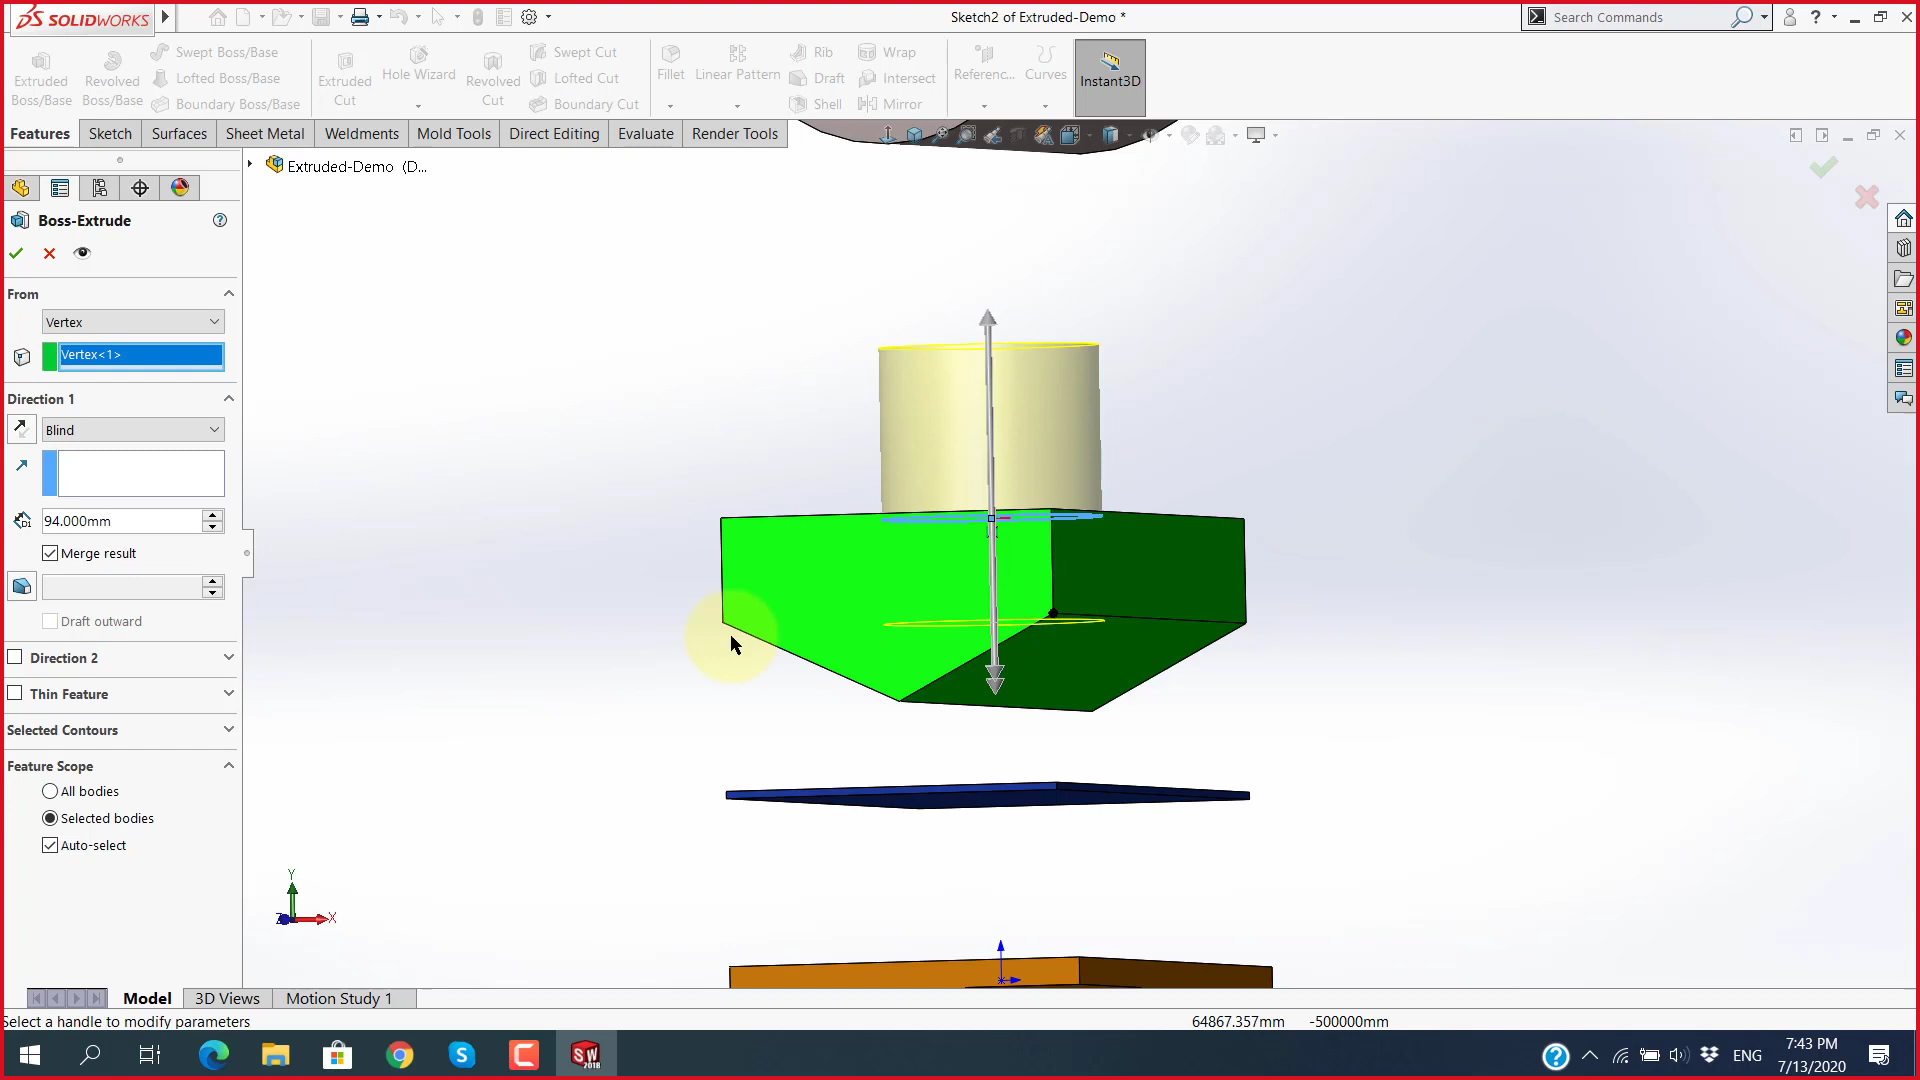 SOLIDWORKS
Sketch2 of Extruded-Demo *
Search Commands
Extruded Boss/Base
Revolved Boss/Base
Swept Boss/Base
Lofted Boss/Base
Boundary Boss/Base
Extruded Cut
Hole Wizard
Revolved Cut
Swept Cut
Lofted Cut
Boundary Cut
Fillet
Linear Pattern
Rib
Draft
Shell
Wrap
Intersect
Mirror
Referenc...
Curves
Instant3D
Features
Sketch
Surfaces
Sheet Metal
Weldments
Mold Tools
Direct Editing
Evaluate
Render Tools
Extruded-Demo (D...
Boss-Extrude
From
Vertex
Vertex<1>
Direction 1
Blind
94.000mm
Merge result
Draft outward
Direction 2
Thin Feature
Selected Contours
Feature Scope
All bodies
Selected bodies
Auto-select
Y
Z
X
Model
3D Views
Motion Study 1
Select a handle to modify parameters
64867.357mm
-500000mm
SW
2018
ENG
7:43 PM
7/13/2020